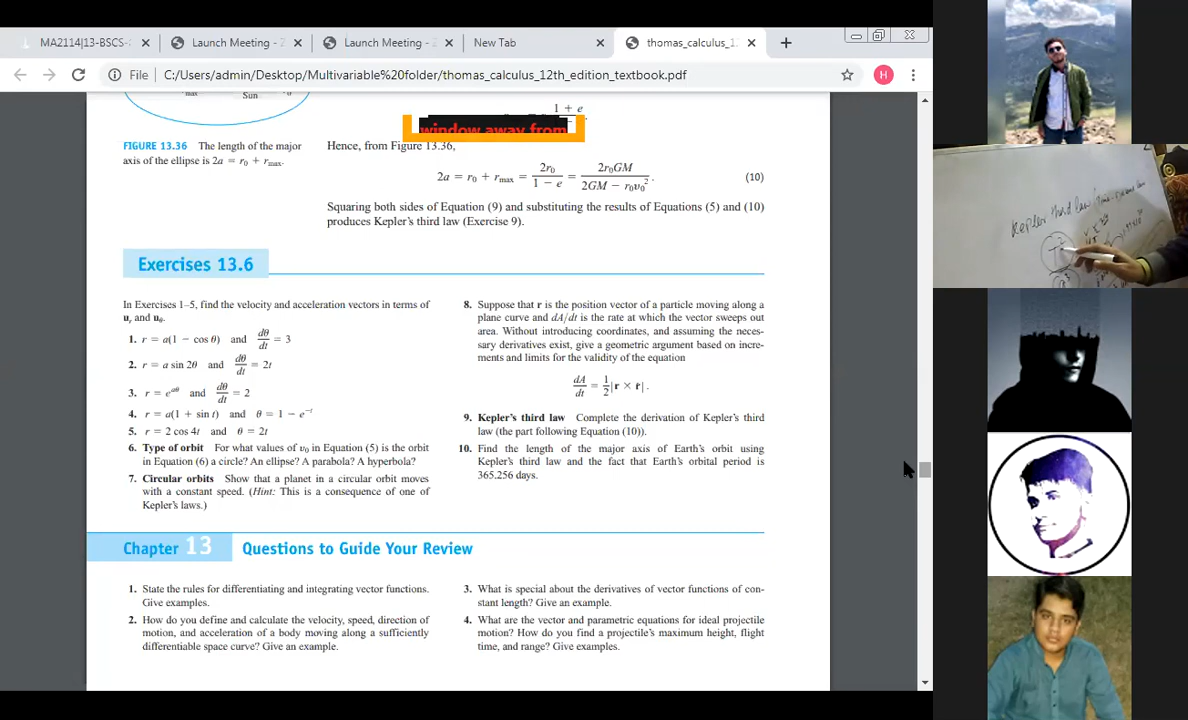 MA2114|13-BSCS-
Launch Meeting - Z
Launch Meeting - Z
New Tab
thomas_calculus_1
File
C:/Users/admin/Desktop/Multivariable%20folder/thomas_calculus_12th_edition_textbook.pdf
H
max
Sun
1 + e
window away from
FIGURE 13.36 The length of the major
axis of the ellipse is 2a = r₀ + rmax.
Hence, from Figure 13.36,
2a = r₀ + rmax = 2r₀/(1 − e) = 2r₀GM/(2GM − r₀v₀²). (10)
Squaring both sides of Equation (9) and substituting the results of Equations (5) and (10)
produces Kepler's third law (Exercise 9).
Exercises 13.6
In Exercises 1–5, find the velocity and acceleration vectors in terms of
uᵣ and u_θ.
1. r = a(1 − cos θ) and dθ/dt = 3
2. r = a sin 2θ and dθ/dt = 2t
3. r = e^{aθ} and dθ/dt = 2
4. r = a(1 + sin t) and θ = 1 − e^{−t}
5. r = 2 cos 4t and θ = 2t
6. Type of orbit For what values of v₀ in Equation (5) is the orbit
in Equation (6) a circle? An ellipse? A parabola? A hyperbola?
7. Circular orbits Show that a planet in a circular orbit moves
with a constant speed. (Hint: This is a consequence of one of
Kepler's laws.)
8. Suppose that r is the position vector of a particle moving along a
plane curve and dA/dt is the rate at which the vector sweeps out
area. Without introducing coordinates, and assuming the neces-
sary derivatives exist, give a geometric argument based on incre-
ments and limits for the validity of the equation
dA/dt = 1/2 |r × ṙ|.
9. Kepler's third law Complete the derivation of Kepler's third
law (the part following Equation (10)).
10. Find the length of the major axis of Earth's orbit using
Kepler's third law and the fact that Earth's orbital period is
365.256 days.
Chapter 13 Questions to Guide Your Review
1. State the rules for differentiating and integrating vector functions.
Give examples.
2. How do you define and calculate the velocity, speed, direction of
motion, and acceleration of a body moving along a sufficiently
differentiable space curve? Give an example.
3. What is special about the derivatives of vector functions of con-
stant length? Give an example.
4. What are the vector and parametric equations for ideal projectile
motion? How do you find a projectile's maximum height, flight
time, and range? Give examples.
Kepler third law
T²